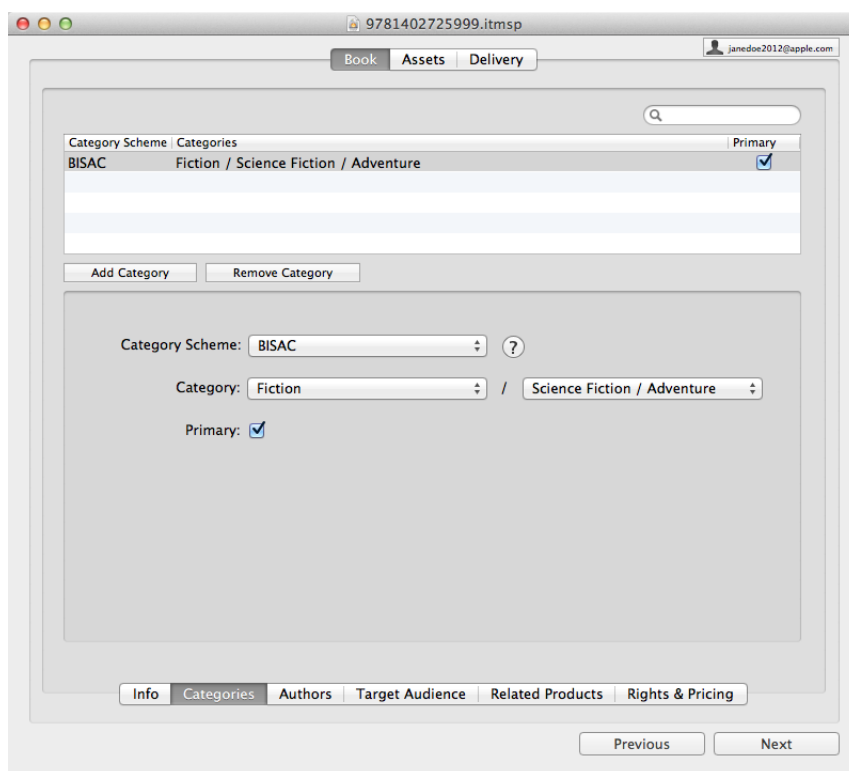 9781402725999.itmsp
janedoe2012@apple.com
Book Assets Delivery
Category Scheme Categories Primary
BISAC Fiction / Science Fiction / Adventure
Add Category Remove Category
Category Scheme: BISAC ?
Category: Fiction / Science Fiction / Adventure
Primary:
Info Categories Authors Target Audience Related Products Rights & Pricing
Previous Next